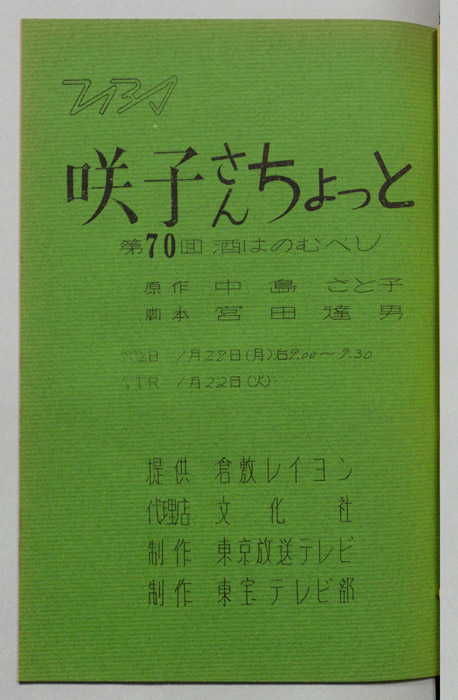 TBS
咲子さんちょっと
第70回 酒はのむべし
原作 中島 さと子
脚本 宮田達男
日 1月28日(月)后9.00〜9.30
VTR 1月22日(火)
提供 倉敷レイヨン
代理店 文化社
制作 東京放送テレビ
制作 東宝テレビ部